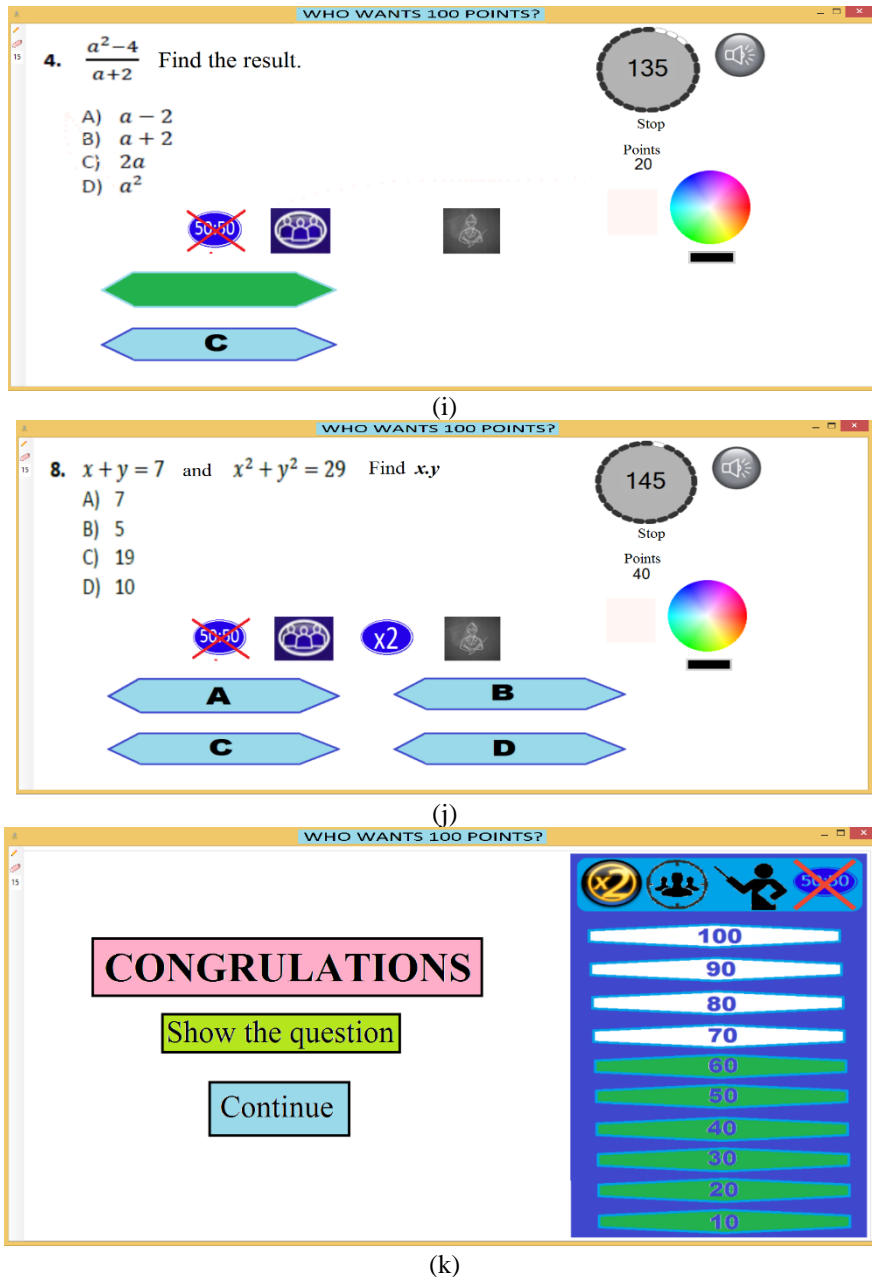 WHO WANTS 100 POINTS?
15
4. a²−4 / a+2 Find the result.
A) a − 2
B) a + 2
C) 2a
D) a²
135
Stop
Points
20
50:50
C
(i)
WHO WANTS 100 POINTS?
15
8. x + y = 7 and x² + y² = 29 Find x.y
A) 7
B) 5
C) 19
D) 10
145
Stop
Points
40
50:50
x2
A
B
C
D
(j)
WHO WANTS 100 POINTS?
15
x2
50:50
CONGRULATIONS
Show the question
Continue
100
90
80
70
60
50
40
30
20
10
(k)